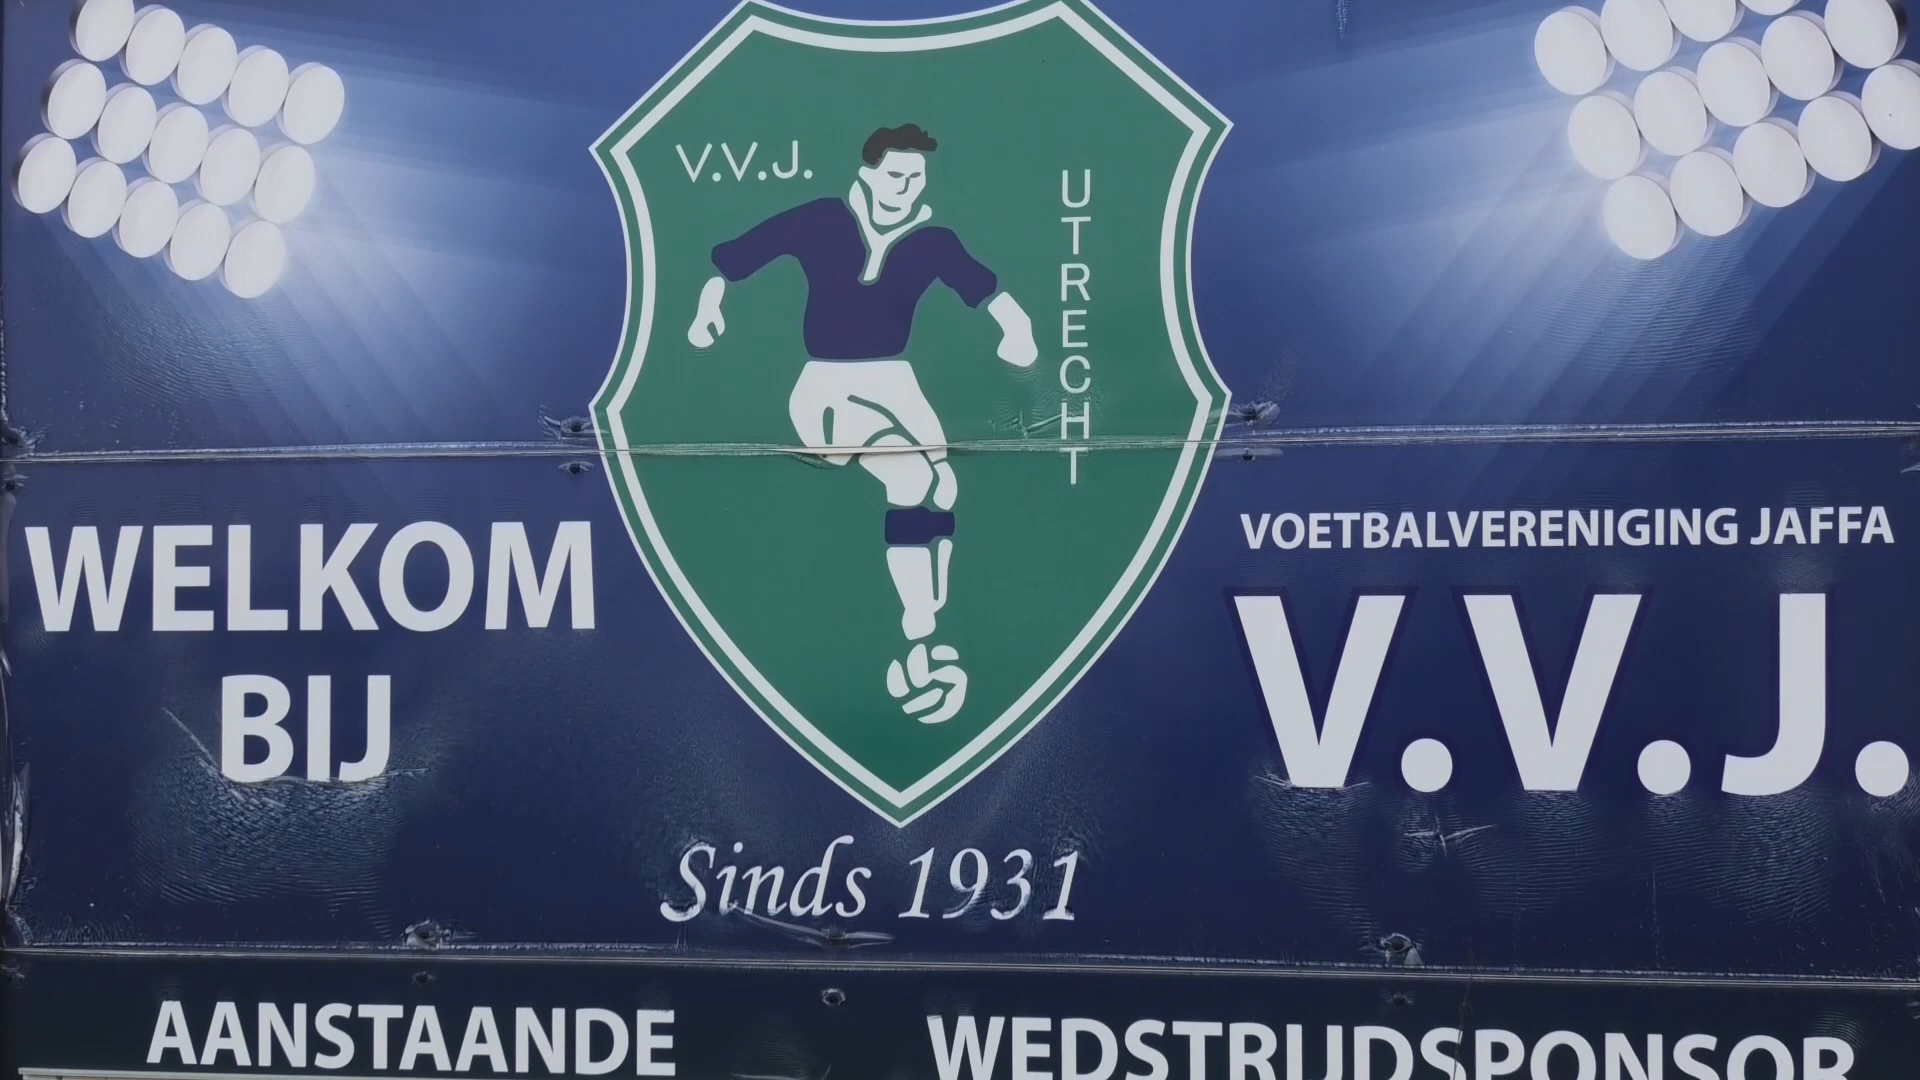 V.V.J.
UTRECHT
WELKOM
BIJ
VOETBALVERENIGING JAFFA
V.V.J.
Sinds 1931
AANSTAANDE
WEDSTRIJDSPONSOR